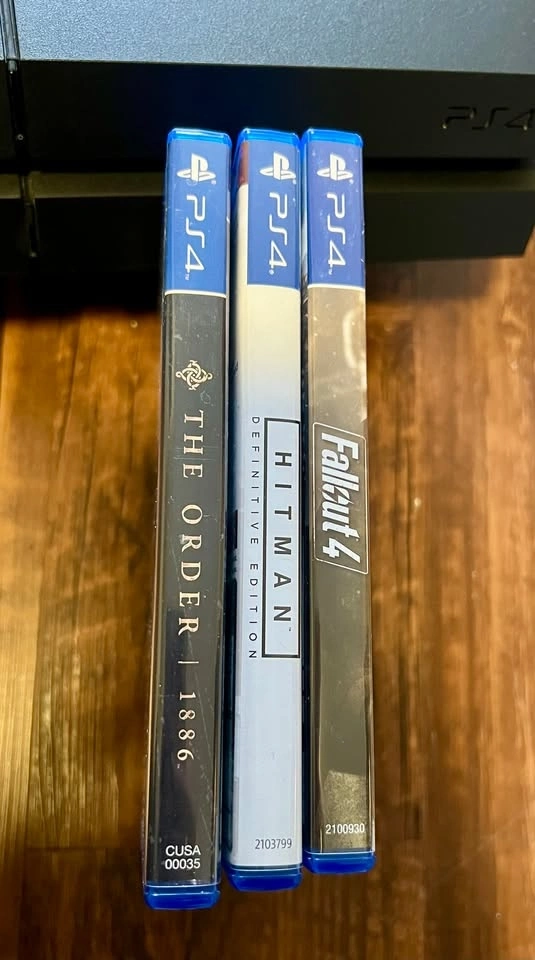 PS4
PS4
THE ORDER | 1886
CUSA
00035
PS4
HITMAN
DEFINITIVE EDITION
2103799
PS4
Fallout 4
2100930